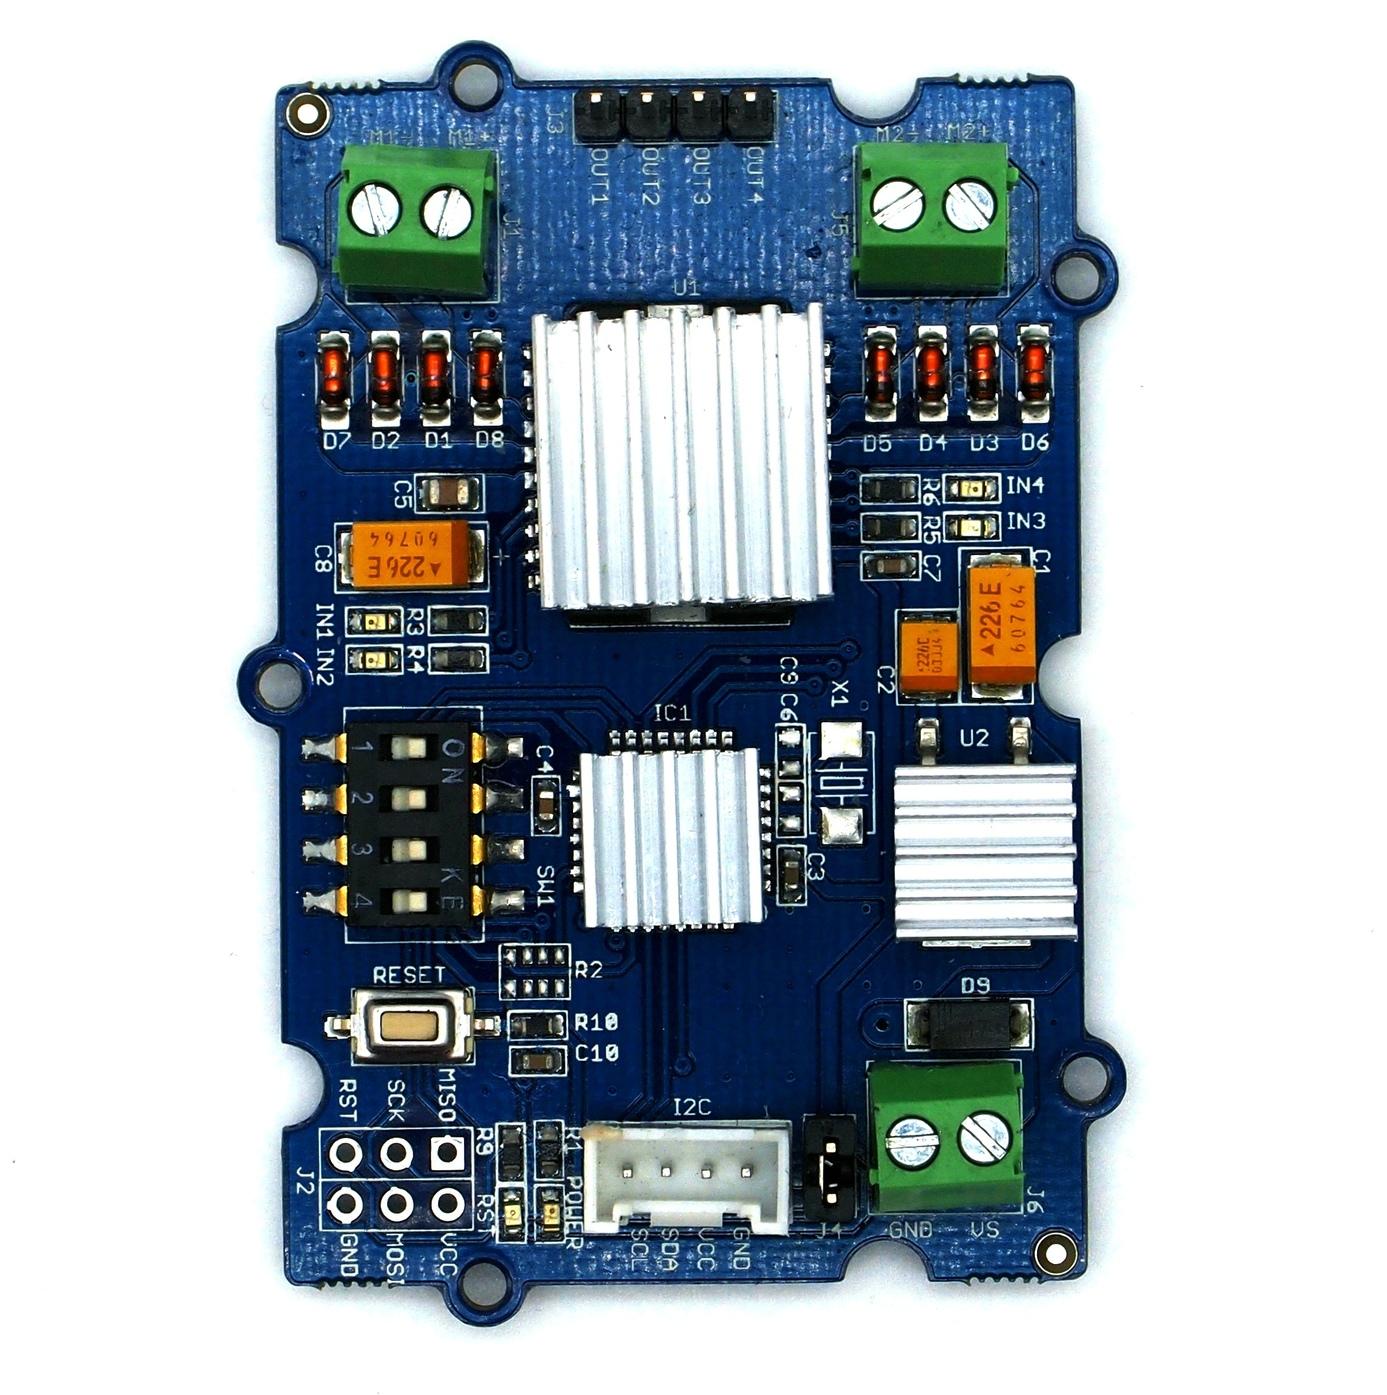 M1- M1+
J3
M2- M2+
OUT1 OUT2 OUT3 OUT4
J1
J5
U1
D7 D2 D1 D8
D5 D4 D3 D6
C5
R6 IN4
R5 IN3
C8
60764
226E
C7
C1
226E
60764
IN1 R3
IN2 R4
226C
C2
C9 C6 X1
IC1
U2
1 2 3 4
ON KE
C4
SW1
C3
RESET
R2
D9
R10
C10
RST SCK MISO
I2C
R9 R1
J2
RST POWER
J6
GND MOSI VCC
SCL SDA VCC GND
J4
GND VS